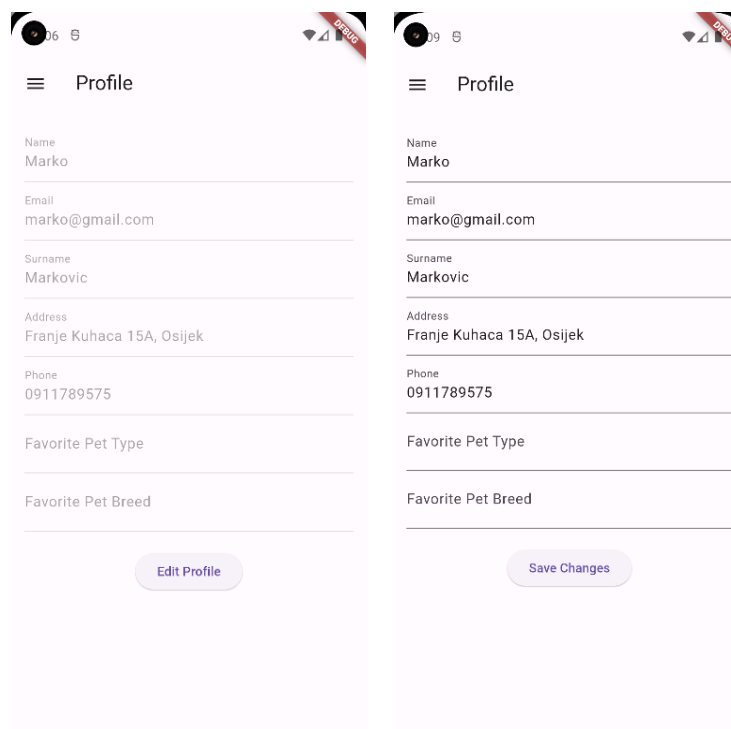 06
DEBUG
Profile
Name
Marko
Email
marko@gmail.com
Surname
Markovic
Address
Franje Kuhaca 15A, Osijek
Phone
0911789575
Favorite Pet Type
Favorite Pet Breed
Edit Profile
09
DEBU
Profile
Name
Marko
Email
marko@gmail.com
Surname
Markovic
Address
Franje Kuhaca 15A, Osijek
Phone
0911789575
Favorite Pet Type
Favorite Pet Breed
Save Changes